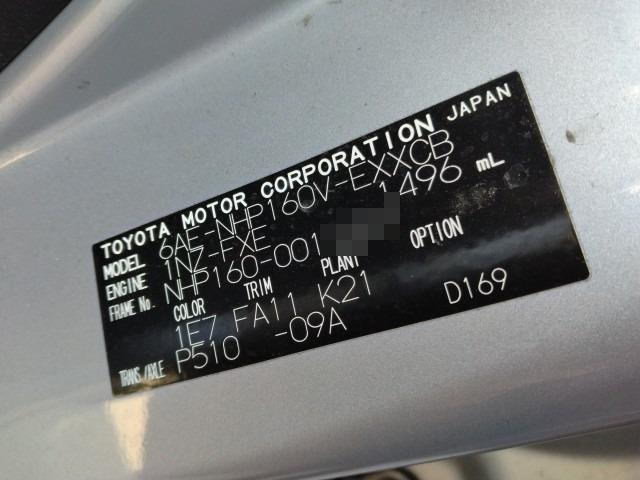 TOYOTA MOTOR CORPORATION JAPAN
MODEL 6AE-NHP160V-EXXCB
ENGINE 1NZ-FXE 1496 mL
FRAME No. NHP160-001
COLOR TRIM PLANT OPTION
1E7 FA11 K21 D169
TRANS/AXLE P510 -09A